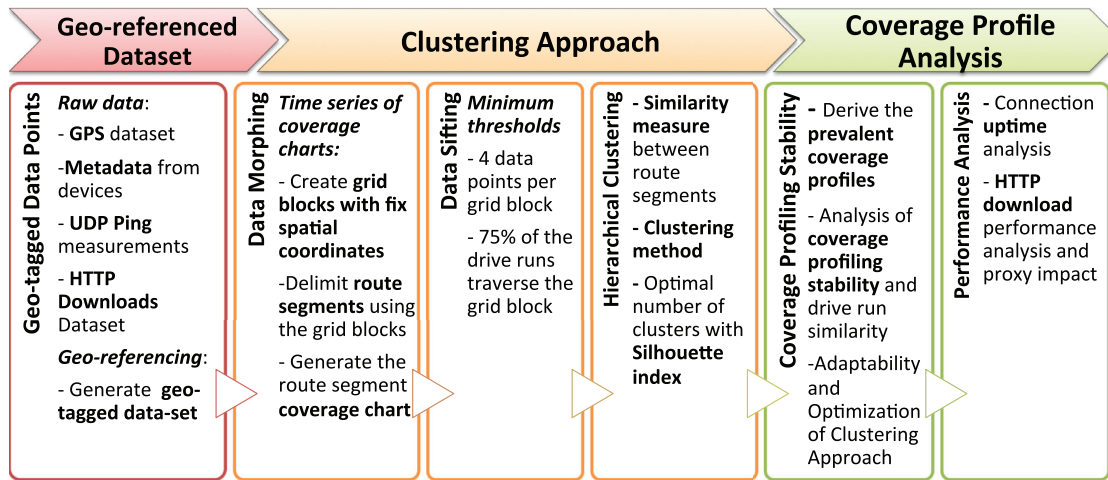 Geo-referenced
Dataset
Clustering Approach
Coverage Profile
Analysis
Geo-tagged Data Points
Raw data:
- GPS dataset
-Metadata from
devices
- UDP Ping
measurements
- HTTP
Downloads
Dataset
Geo-referencing:
- Generate geo-
tagged data-set
Data Morphing
Time series of
coverage
charts:
- Create grid
blocks with fix
spatial
coordinates
-Delimit route
segments using
the grid blocks
- Generate the
route segment
coverage chart
Data Sifting
Minimum
thresholds
- 4 data
points per
grid block
- 75% of the
drive runs
traverse the
grid block
Hierarchical Clustering
- Similarity
measure
between
route
segments
- Clustering
method
- Optimal
number of
clusters with
Silhouette
index
Coverage Profiling Stability
- Derive the
prevalent
coverage
profiles
- Analysis of
coverage
profiling
stability and
drive run
similarity
-Adaptability
and
Optimization
of Clustering
Approach
Performance Analysis
- Connection
uptime
analysis
- HTTP
download
performance
analysis and
proxy impact